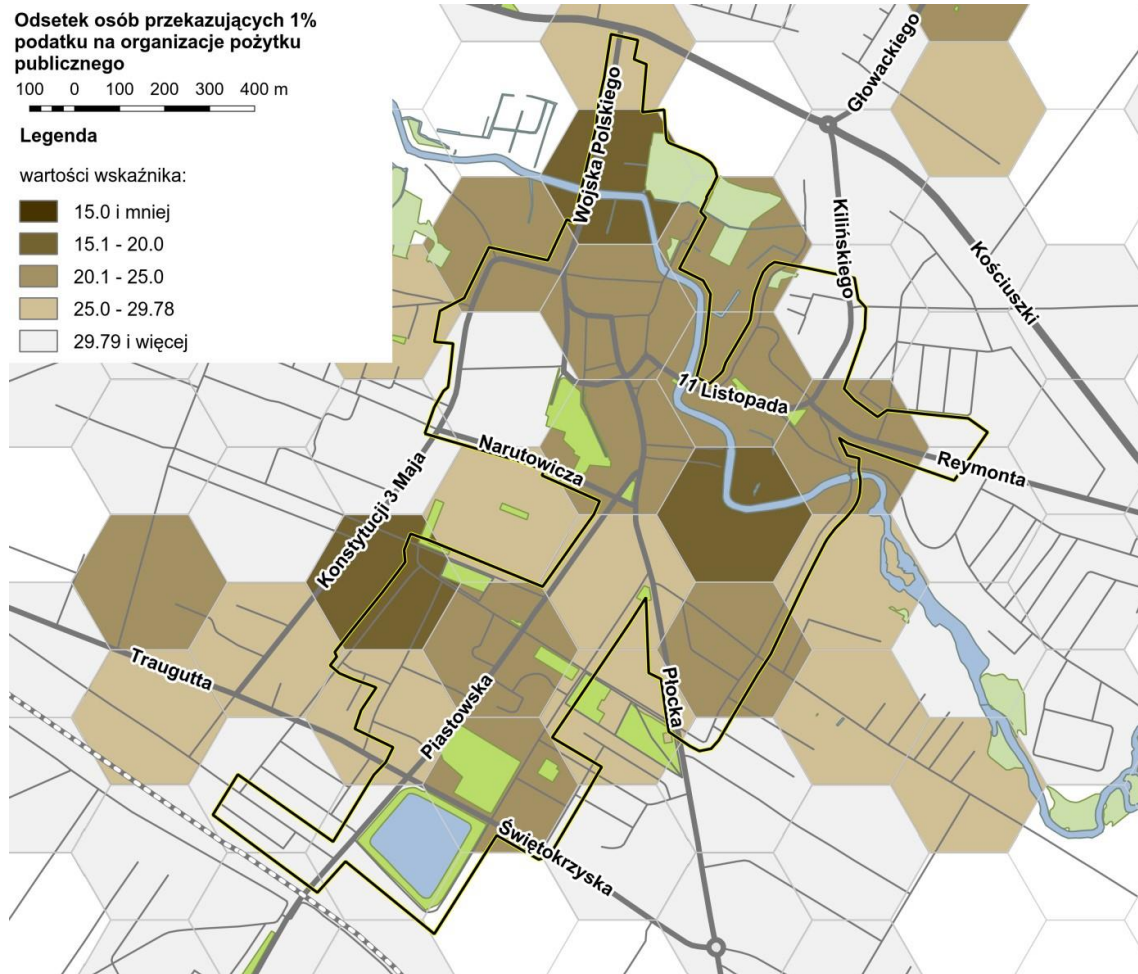 Odsetek osób przekazujących 1%
podatku na organizacje pożytku
publicznego
100 0 100 200 300 400 m
Legenda
wartości wskaźnika:
15.0 i mniej
15.1 - 20.0
20.1 - 25.0
25.0 - 29.78
29.79 i więcej
Głowackiego
Wojska Polskiego
Kilińskiego
Kościuszki
11 Listopada
Narutowicza
Reymonta
Konstytucji 3 Maja
Traugutta
Piastowska
Płocka
Świętokrzyska